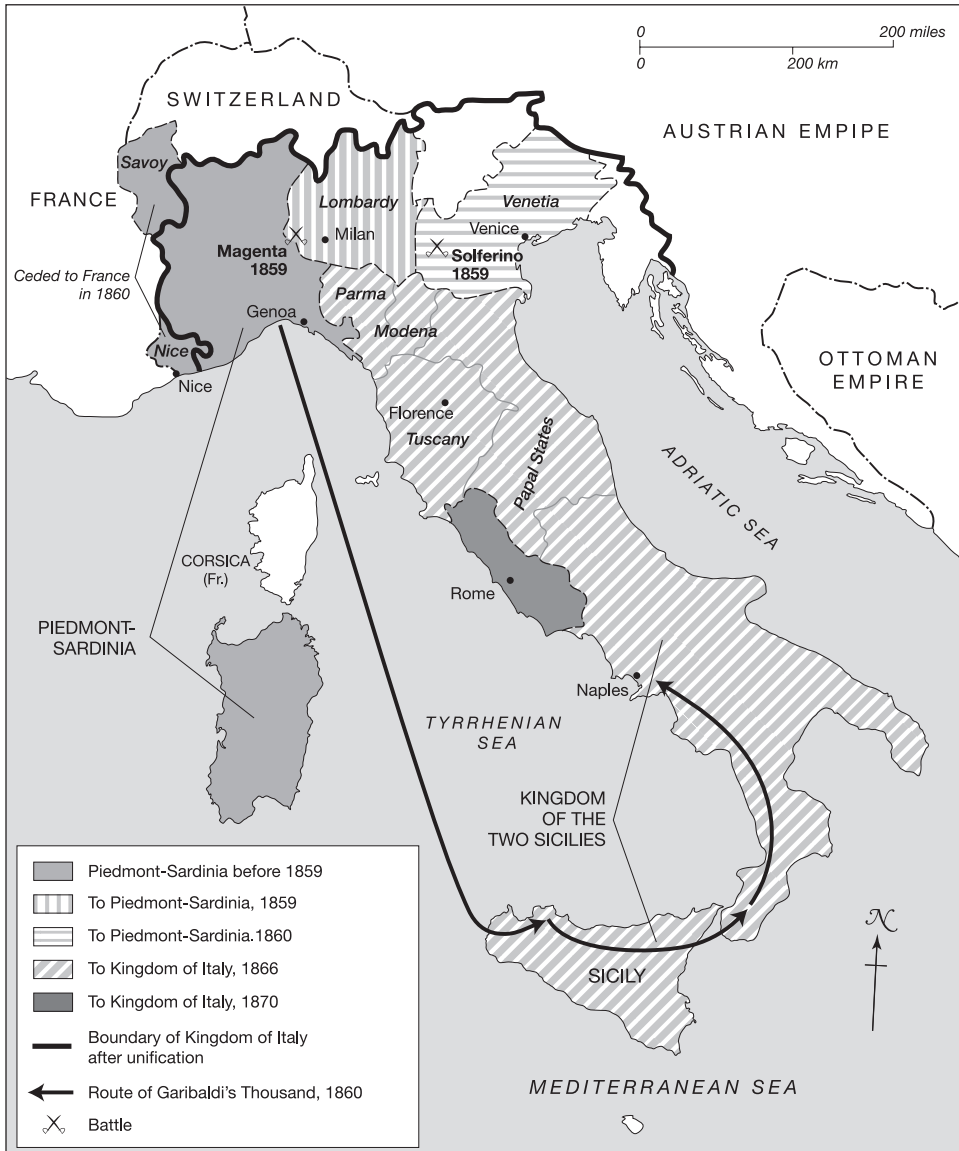 0 200 miles
0 200 km
SWITZERLAND
AUSTRIAN EMPIPE
Savoy
FRANCE
Lombardy
Venetia
Milan
Venice
Magenta
1859
Solferino
1859
Ceded to France
in 1860
Parma
Genoa
Modena
Nice
Nice
OTTOMAN
EMPIRE
Florence
Tuscany
Papal States
ADRIATIC SEA
CORSICA
(Fr.)
Rome
PIEDMONT-
SARDINIA
Naples
TYRRHENIAN
SEA
KINGDOM
OF THE
TWO SICILIES
SICILY
N
MEDITERRANEAN SEA
Piedmont-Sardinia before 1859
To Piedmont-Sardinia, 1859
To Piedmont-Sardinia.1860
To Kingdom of Italy, 1866
To Kingdom of Italy, 1870
Boundary of Kingdom of Italy
after unification
Route of Garibaldi's Thousand, 1860
Battle